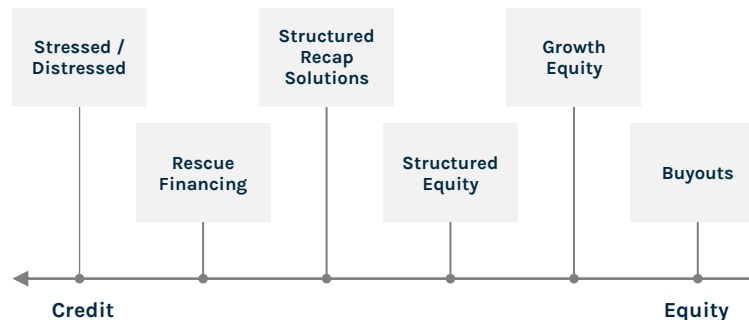 Stressed /
Distressed
Structured
Recap
Solutions
Growth
Equity
Rescue
Financing
Structured
Equity
Buyouts
Credit
Equity